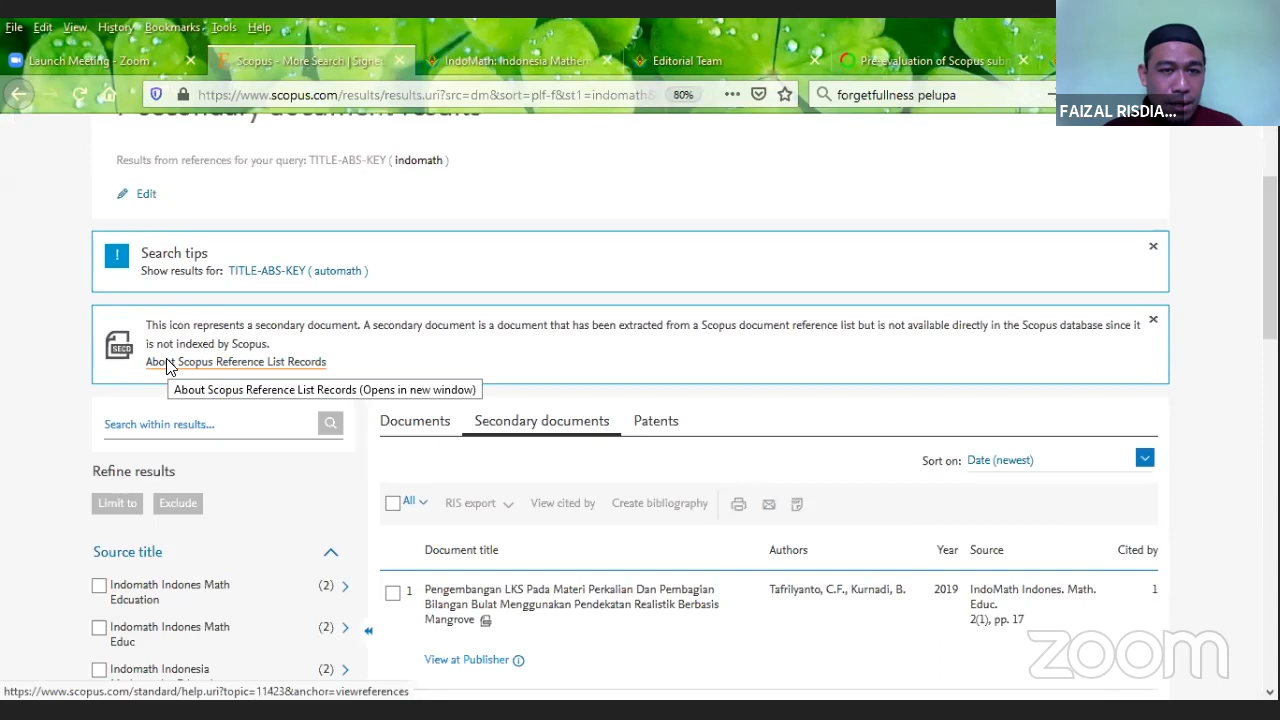 File Edit View History Bookmarks Tools Help
Launch Meeting - Zoom
Scopus - More Search | Signed
IndoMath: Indonesia Mathem
Editorial Team
Pre-evaluation of Scopus subm
https://www.scopus.com/results/results.uri?src=dm&sort=plf-f&st1=indomath&
80%
forgetfullness pelupa
FAIZAL RISDIA...
7 secondary document results
Results from references for your query: TITLE-ABS-KEY ( indomath )
Edit
! Search tips
Show results for: TITLE-ABS-KEY ( automath )
This icon represents a secondary document. A secondary document is a document that has been extracted from a Scopus document reference list but is not available directly in the Scopus database since it
is not indexed by Scopus.
SECD
About Scopus Reference List Records
About Scopus Reference List Records (Opens in new window)
Search within results...
Documents Secondary documents Patents
Sort on: Date (newest)
Refine results
Limit to Exclude
All RIS export View cited by Create bibliography
Document title Authors Year Source Cited by
Source title
Indomath Indones Math (2)
Edcuation
Indomath Indones Math (2)
Educ
Indomath Indonesia (2)
1 Pengembangan LKS Pada Materi Perkalian Dan Pembagian
Bilangan Bulat Menggunakan Pendekatan Realistik Berbasis
Mangrove
Tafrilyanto, C.F., Kurnadi, B. 2019 IndoMath Indones. Math. 1
Educ.
2(1), pp. 17
View at Publisher
zoom
https://www.scopus.com/standard/help.uri?topic=11423&anchor=viewreferences